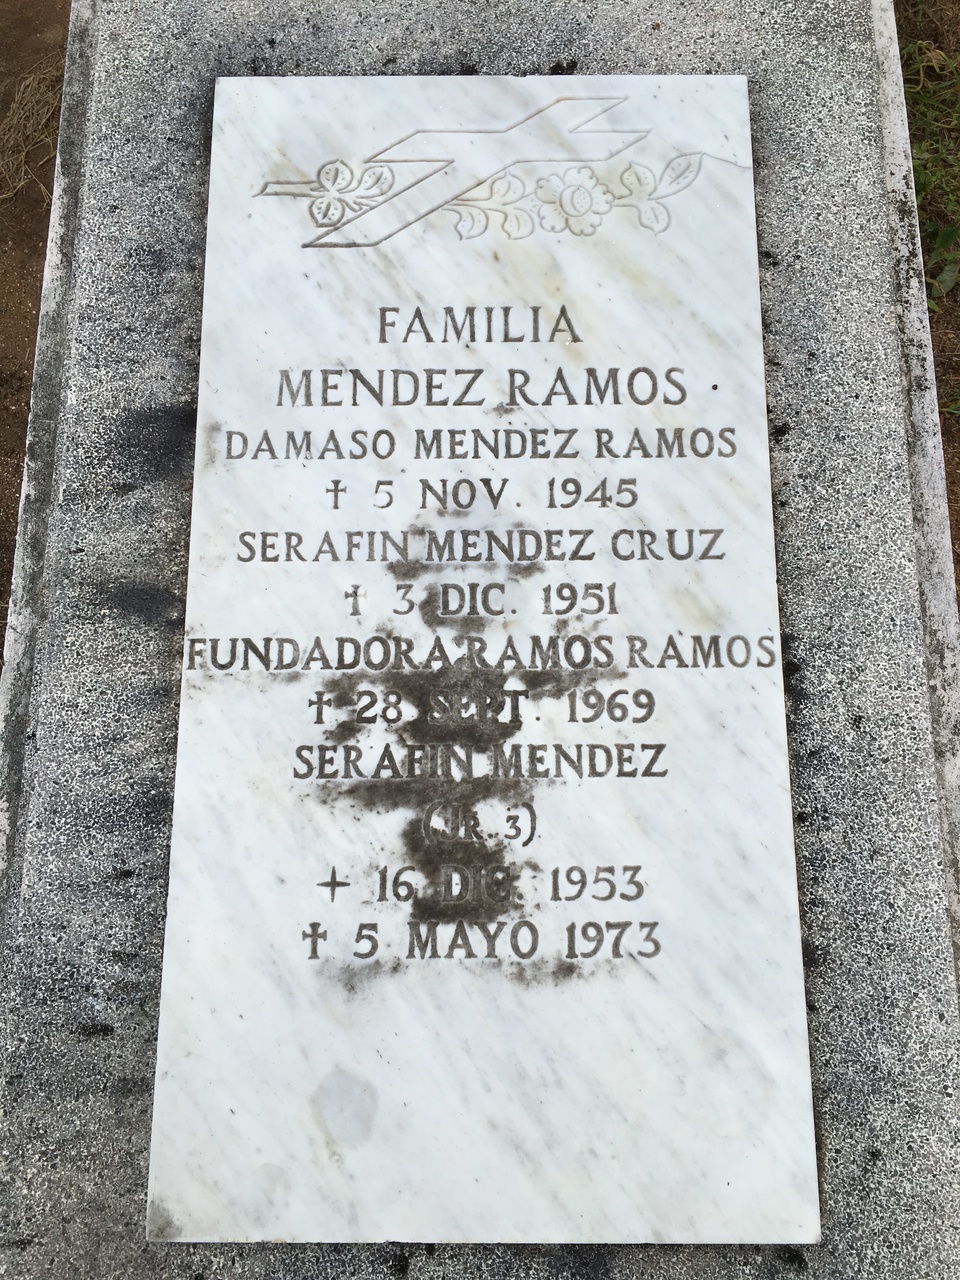 FAMILIA
MENDEZ RAMOS
DAMASO MENDEZ RAMOS
† 5 NOV. 1945
SERAFIN MENDEZ CRUZ
† 3 DIC. 1951
FUNDADORA RAMOS RAMOS
† 28 SEPT. 1969
SERAFIN MENDEZ
(JR. 3)
+ 16 DIC. 1953
† 5 MAYO 1973